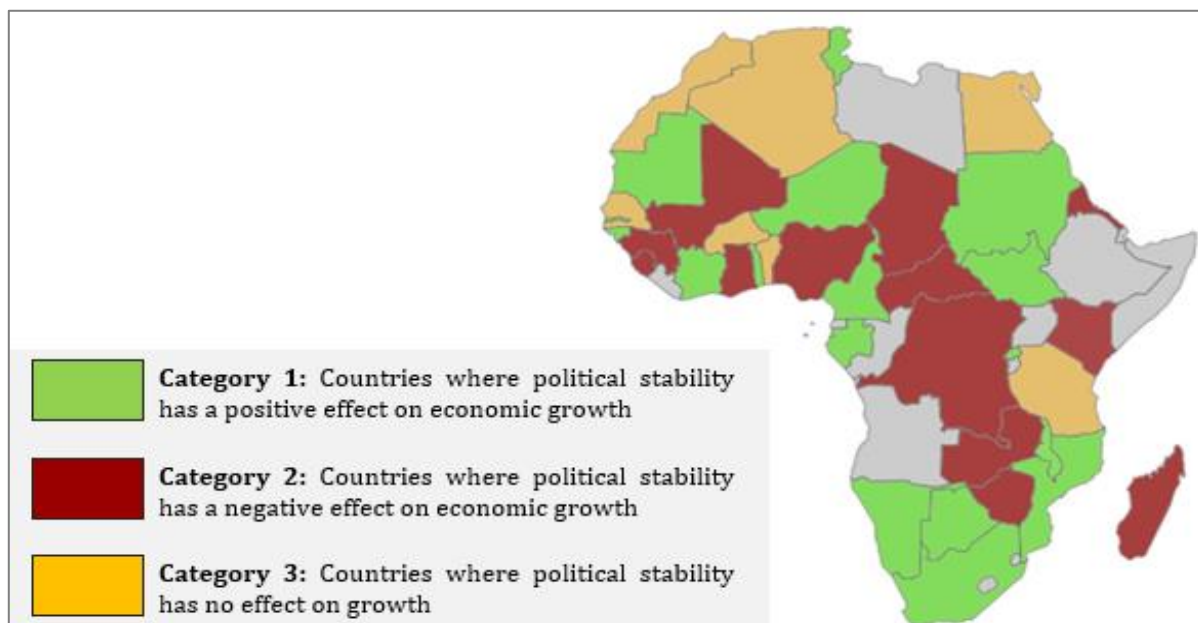 Category 1: Countries where political stability
has a positive effect on economic growth
Category 2: Countries where political stability
has a negative effect on economic growth
Category 3: Countries where political stability
has no effect on growth